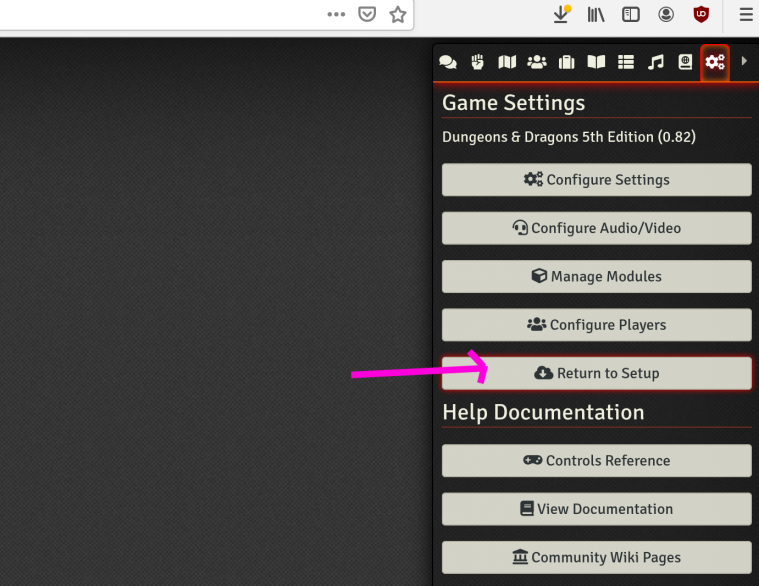 Game Settings
Dungeons & Dragons 5th Edition (0.82)
Configure Settings
Configure Audio/Video
Manage Modules
Configure Players
Return to Setup
Help Documentation
Controls Reference
View Documentation
Community Wiki Pages